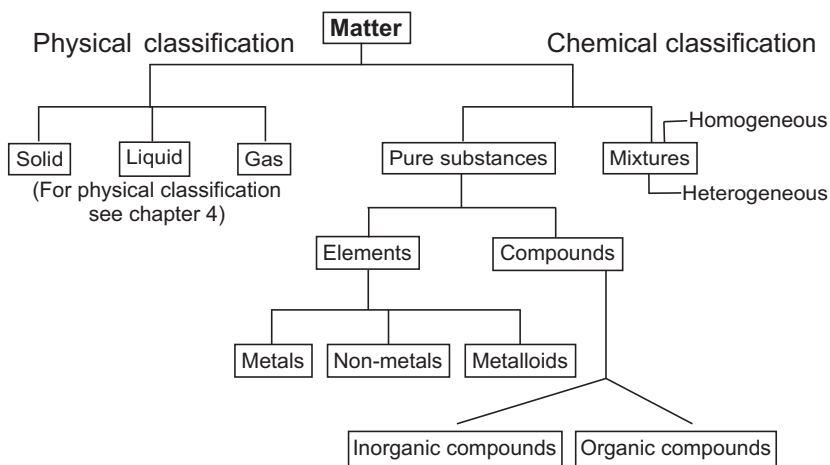 Matter
Physical classification
Chemical classification
Solid
Liquid
Gas
(For physical classification
see chapter 4)
Pure substances
Mixtures
Homogeneous
Heterogeneous
Elements
Compounds
Metals
Non-metals
Metalloids
Inorganic compounds
Organic compounds